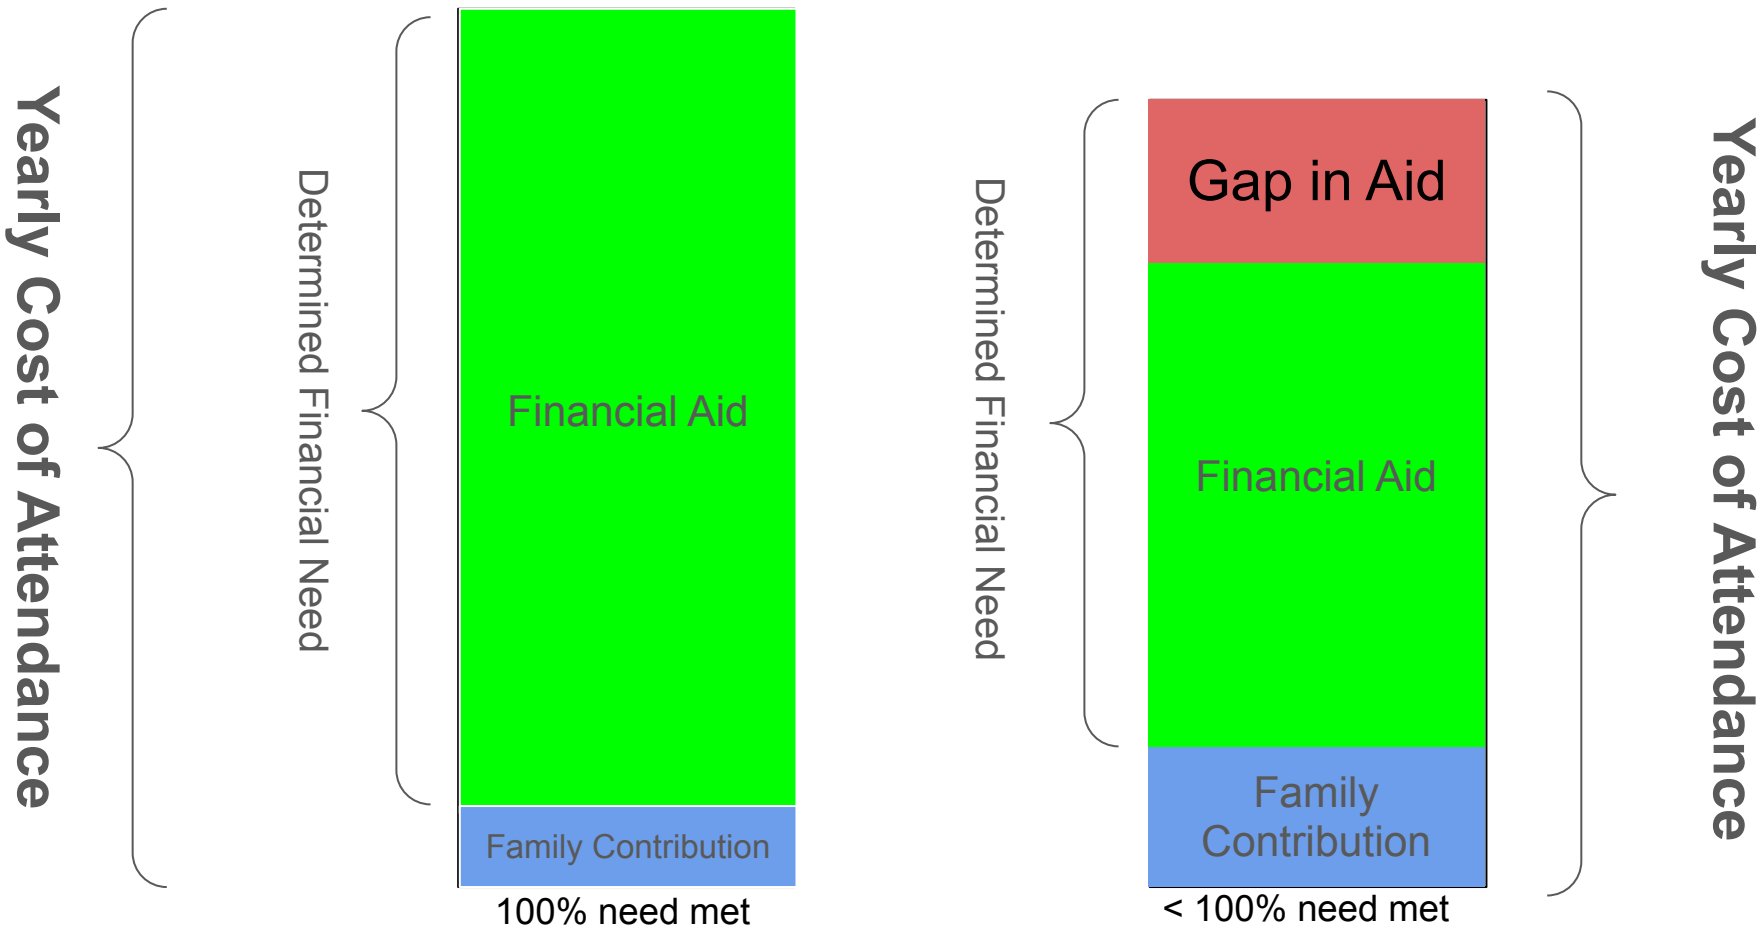 Yearly Cost of Attendance
Determined Financial Need
Financial Aid
Family Contribution
100% need met
Determined Financial Need
Gap in Aid
Financial Aid
Family
Contribution
< 100% need met
Yearly Cost of Attendance